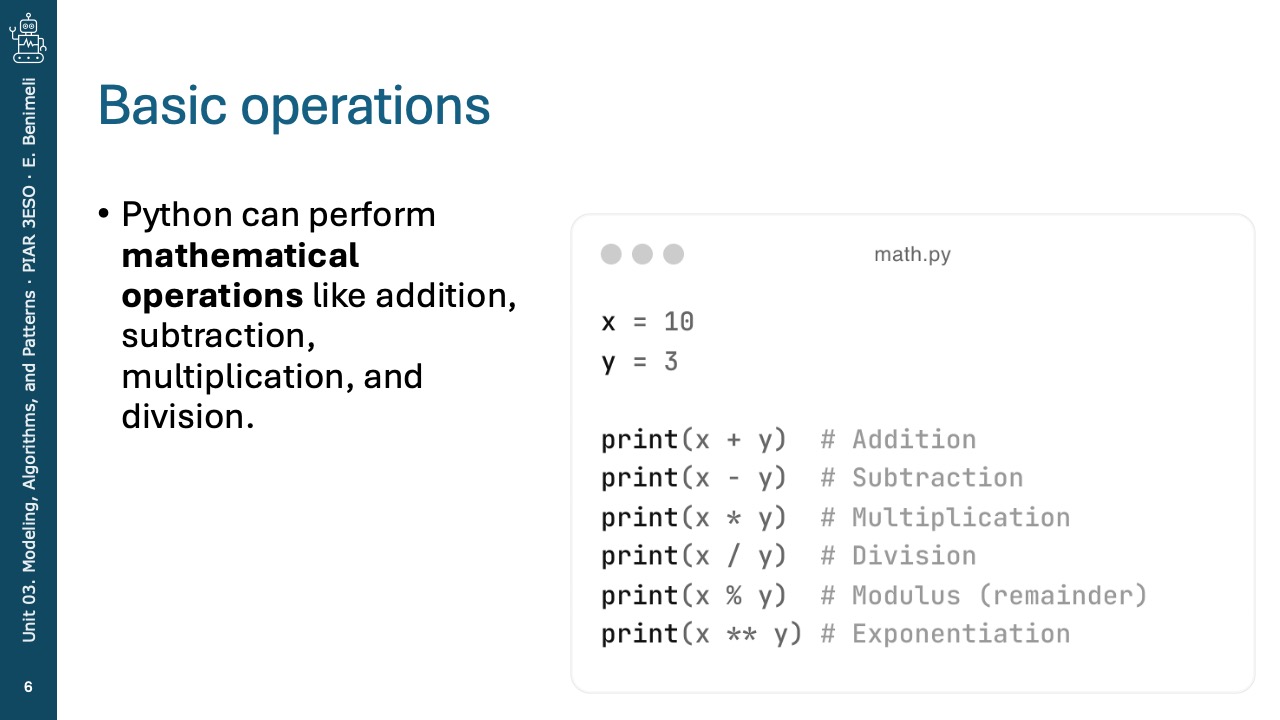 Unit 03. Modeling, Algorithms, and Patterns · PIAR 3ESO · E. Benimeli
6
Basic operations
• Python can perform
mathematical
operations like addition,
subtraction,
multiplication, and
division.
math.py
x = 10
y = 3
print(x + y)  # Addition
print(x - y)  # Subtraction
print(x * y)  # Multiplication
print(x / y)  # Division
print(x % y)  # Modulus (remainder)
print(x ** y) # Exponentiation